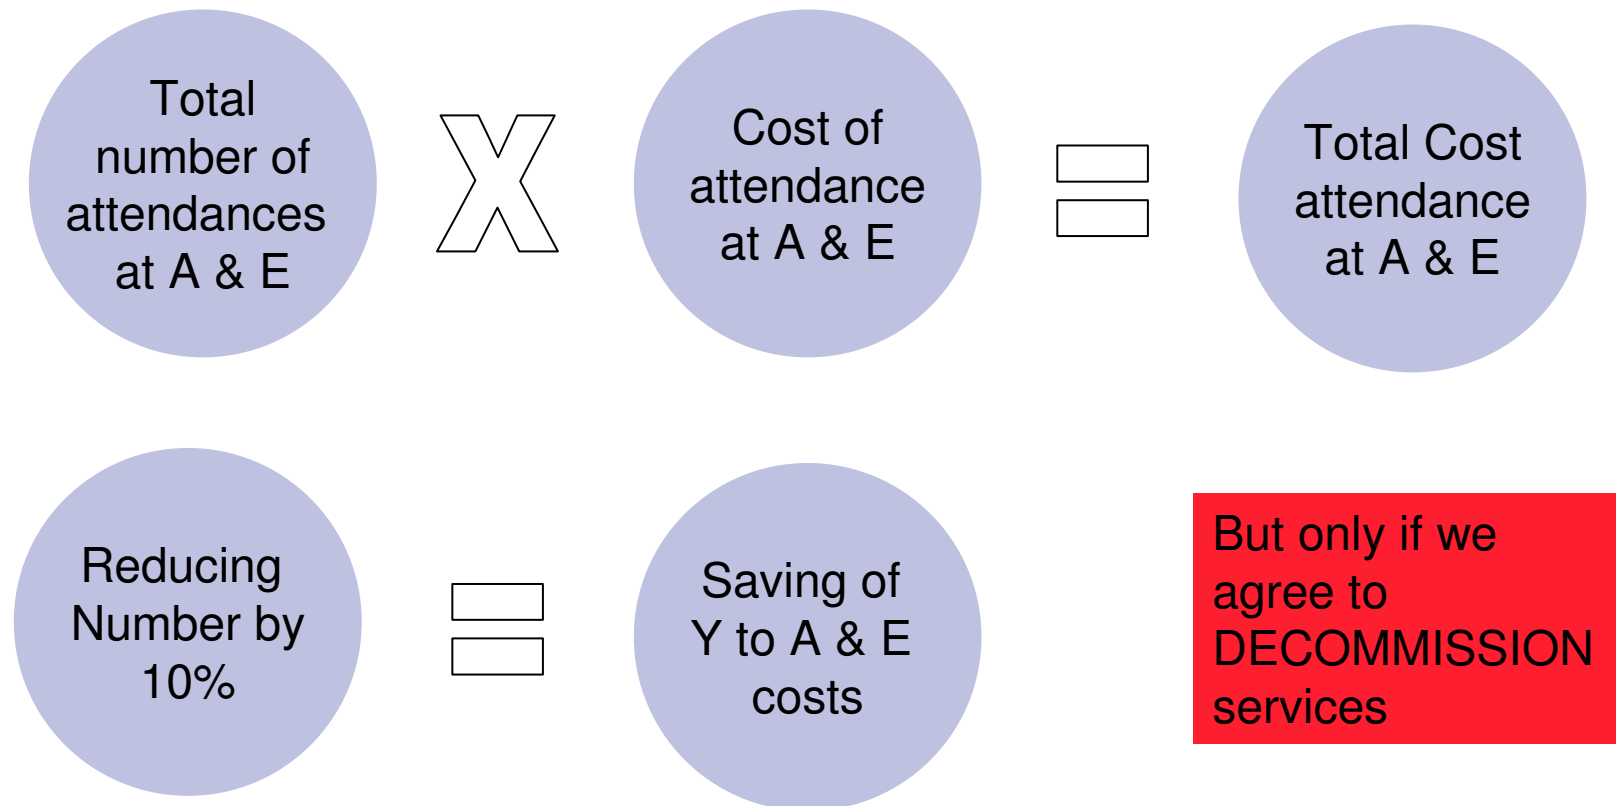 Total
number of
attendances
at A & E
X
Cost of
attendance
at A & E
=
Total Cost
attendance
at A & E
Reducing
Number by
10%
=
Saving of
Y to A & E
costs
But only if we
agree to
DECOMMISSION
services